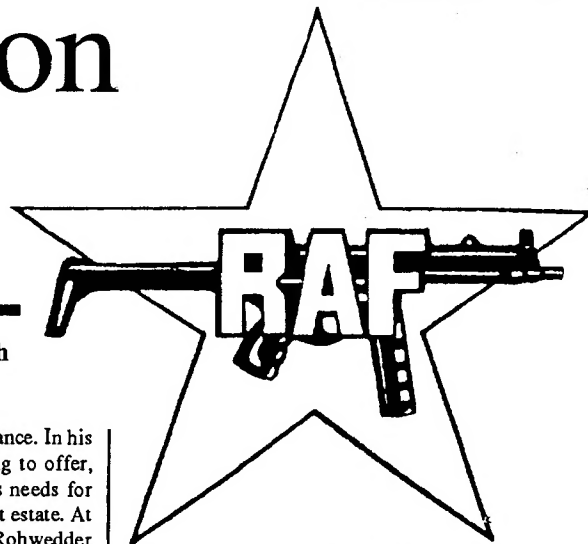 on
RAF
h
ance. In his
g to offer,
s needs for
t estate. At
Rohwedder